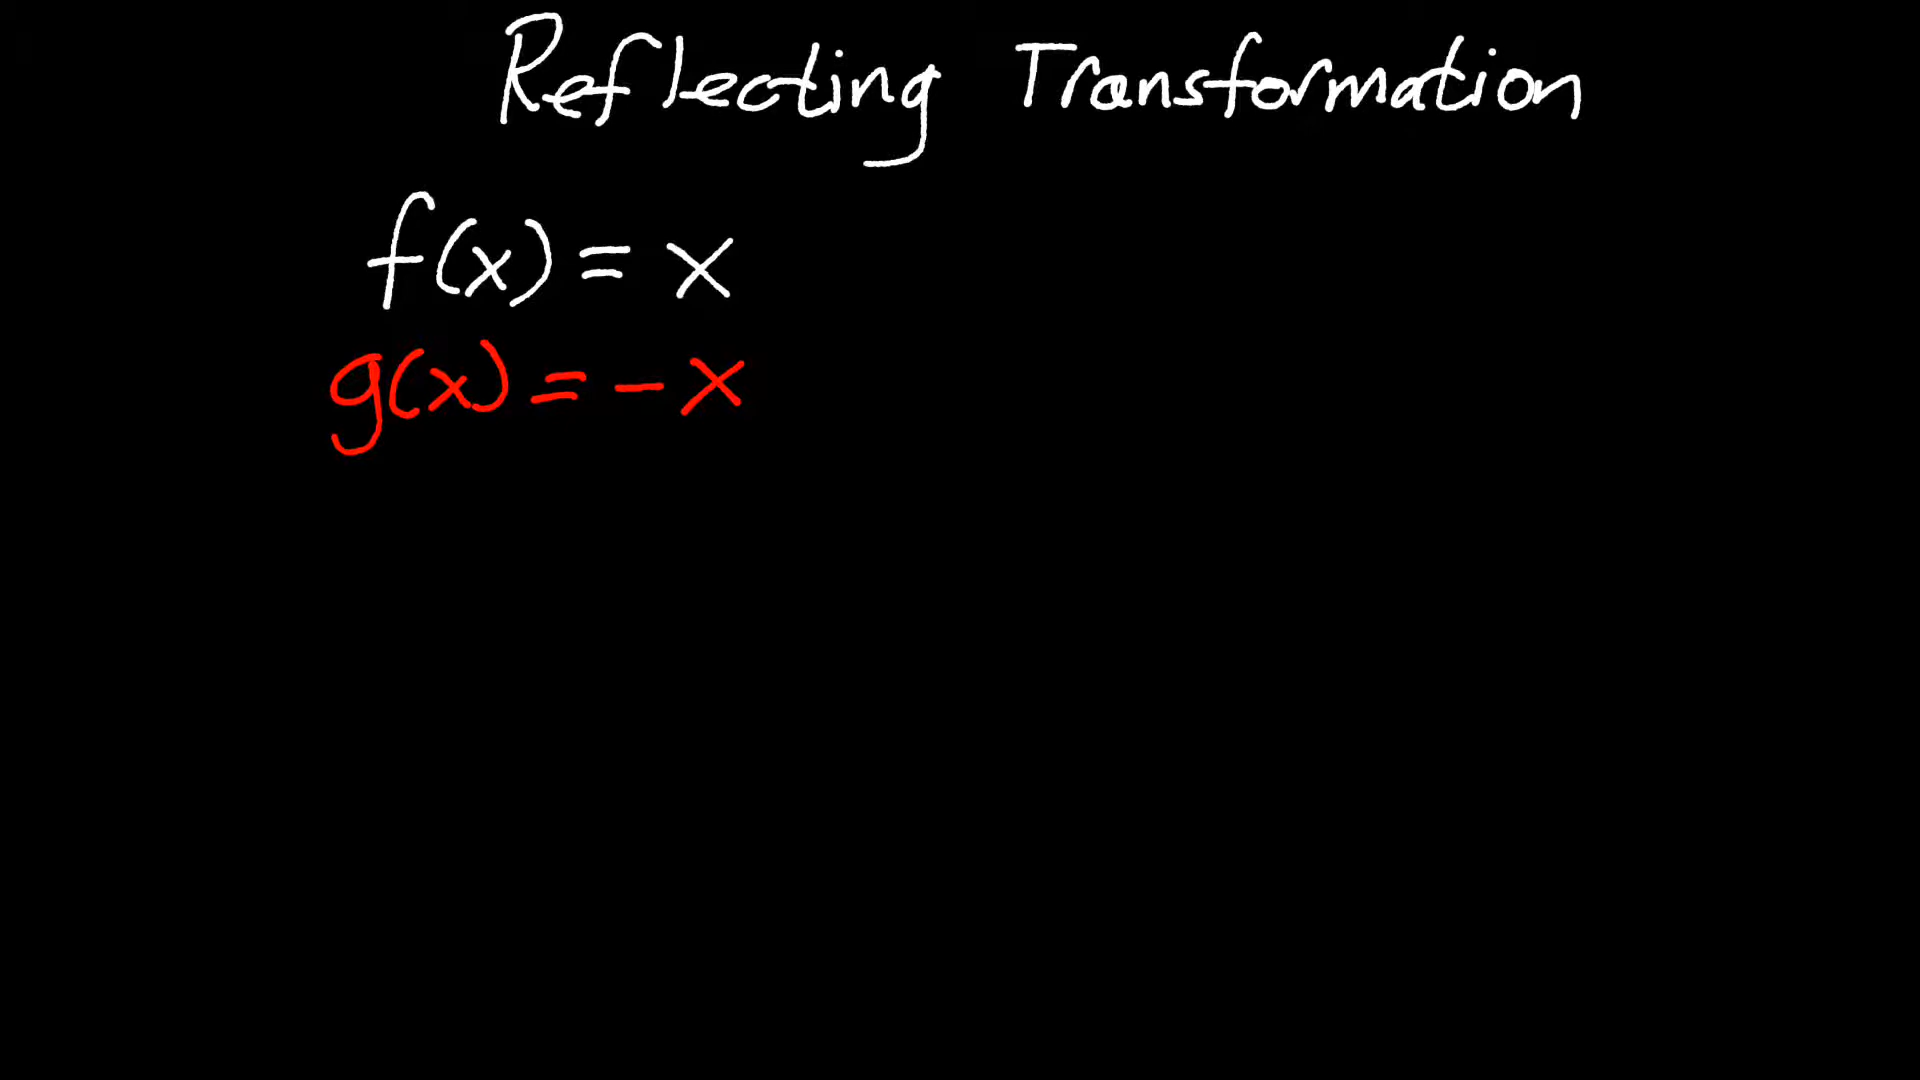 Reflecting Transformation
f(x) = x
g(x) = - x